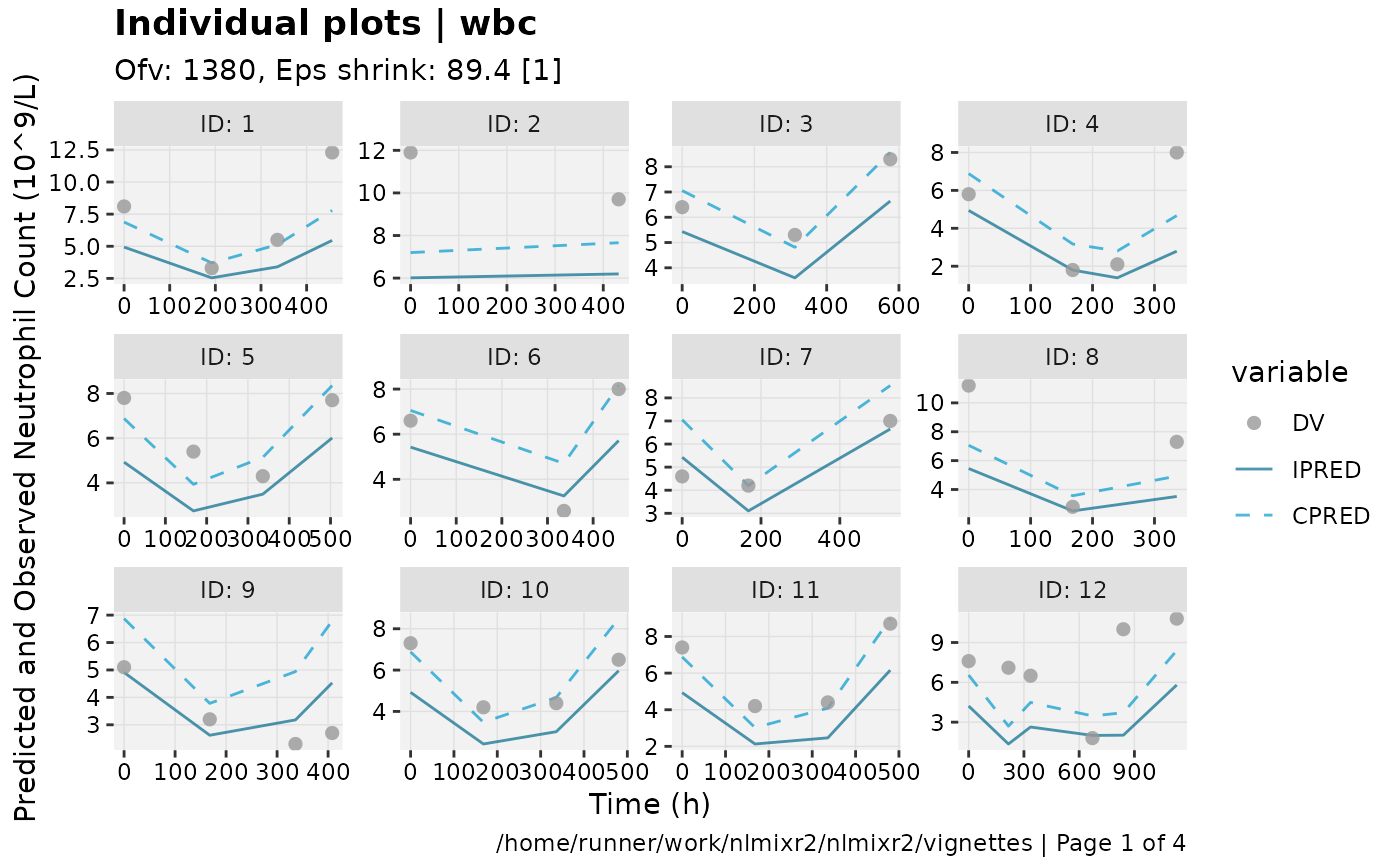 Individual plots | wbc
Ofv: 1380, Eps shrink: 89.4 [1]
Predicted and Observed Neutrophil Count (10^9/L)
ID: 1
12.5
10.0
7.5
5.0
2.5
0 100 200 300 400
ID: 2
12
10
8
6
0 100 200 300 400
ID: 3
8
7
6
5
4
0 200 300 600
ID: 4
8
6
4
2
0 100 200 300
ID: 5
8
6
4
0 100 200 300 400 500
ID: 6
8
6
4
0 100 200 300 400
ID: 7
8
7
6
5
4
3
0 200 400
ID: 8
10
8
6
4
0 100 200 300
ID: 9
7
6
5
4
3
0 100 200 300 400
ID: 10
8
6
4
0 100 200 300 400 500
ID: 11
8
6
4
2
0 100 200 300 400 500
ID: 12
9
6
3
0 300 600 900
Time (h)
variable
DV
IPRED
CPRED
/home/runner/work/nlmixr2/nlmixr2/vignettes | Page 1 of 4